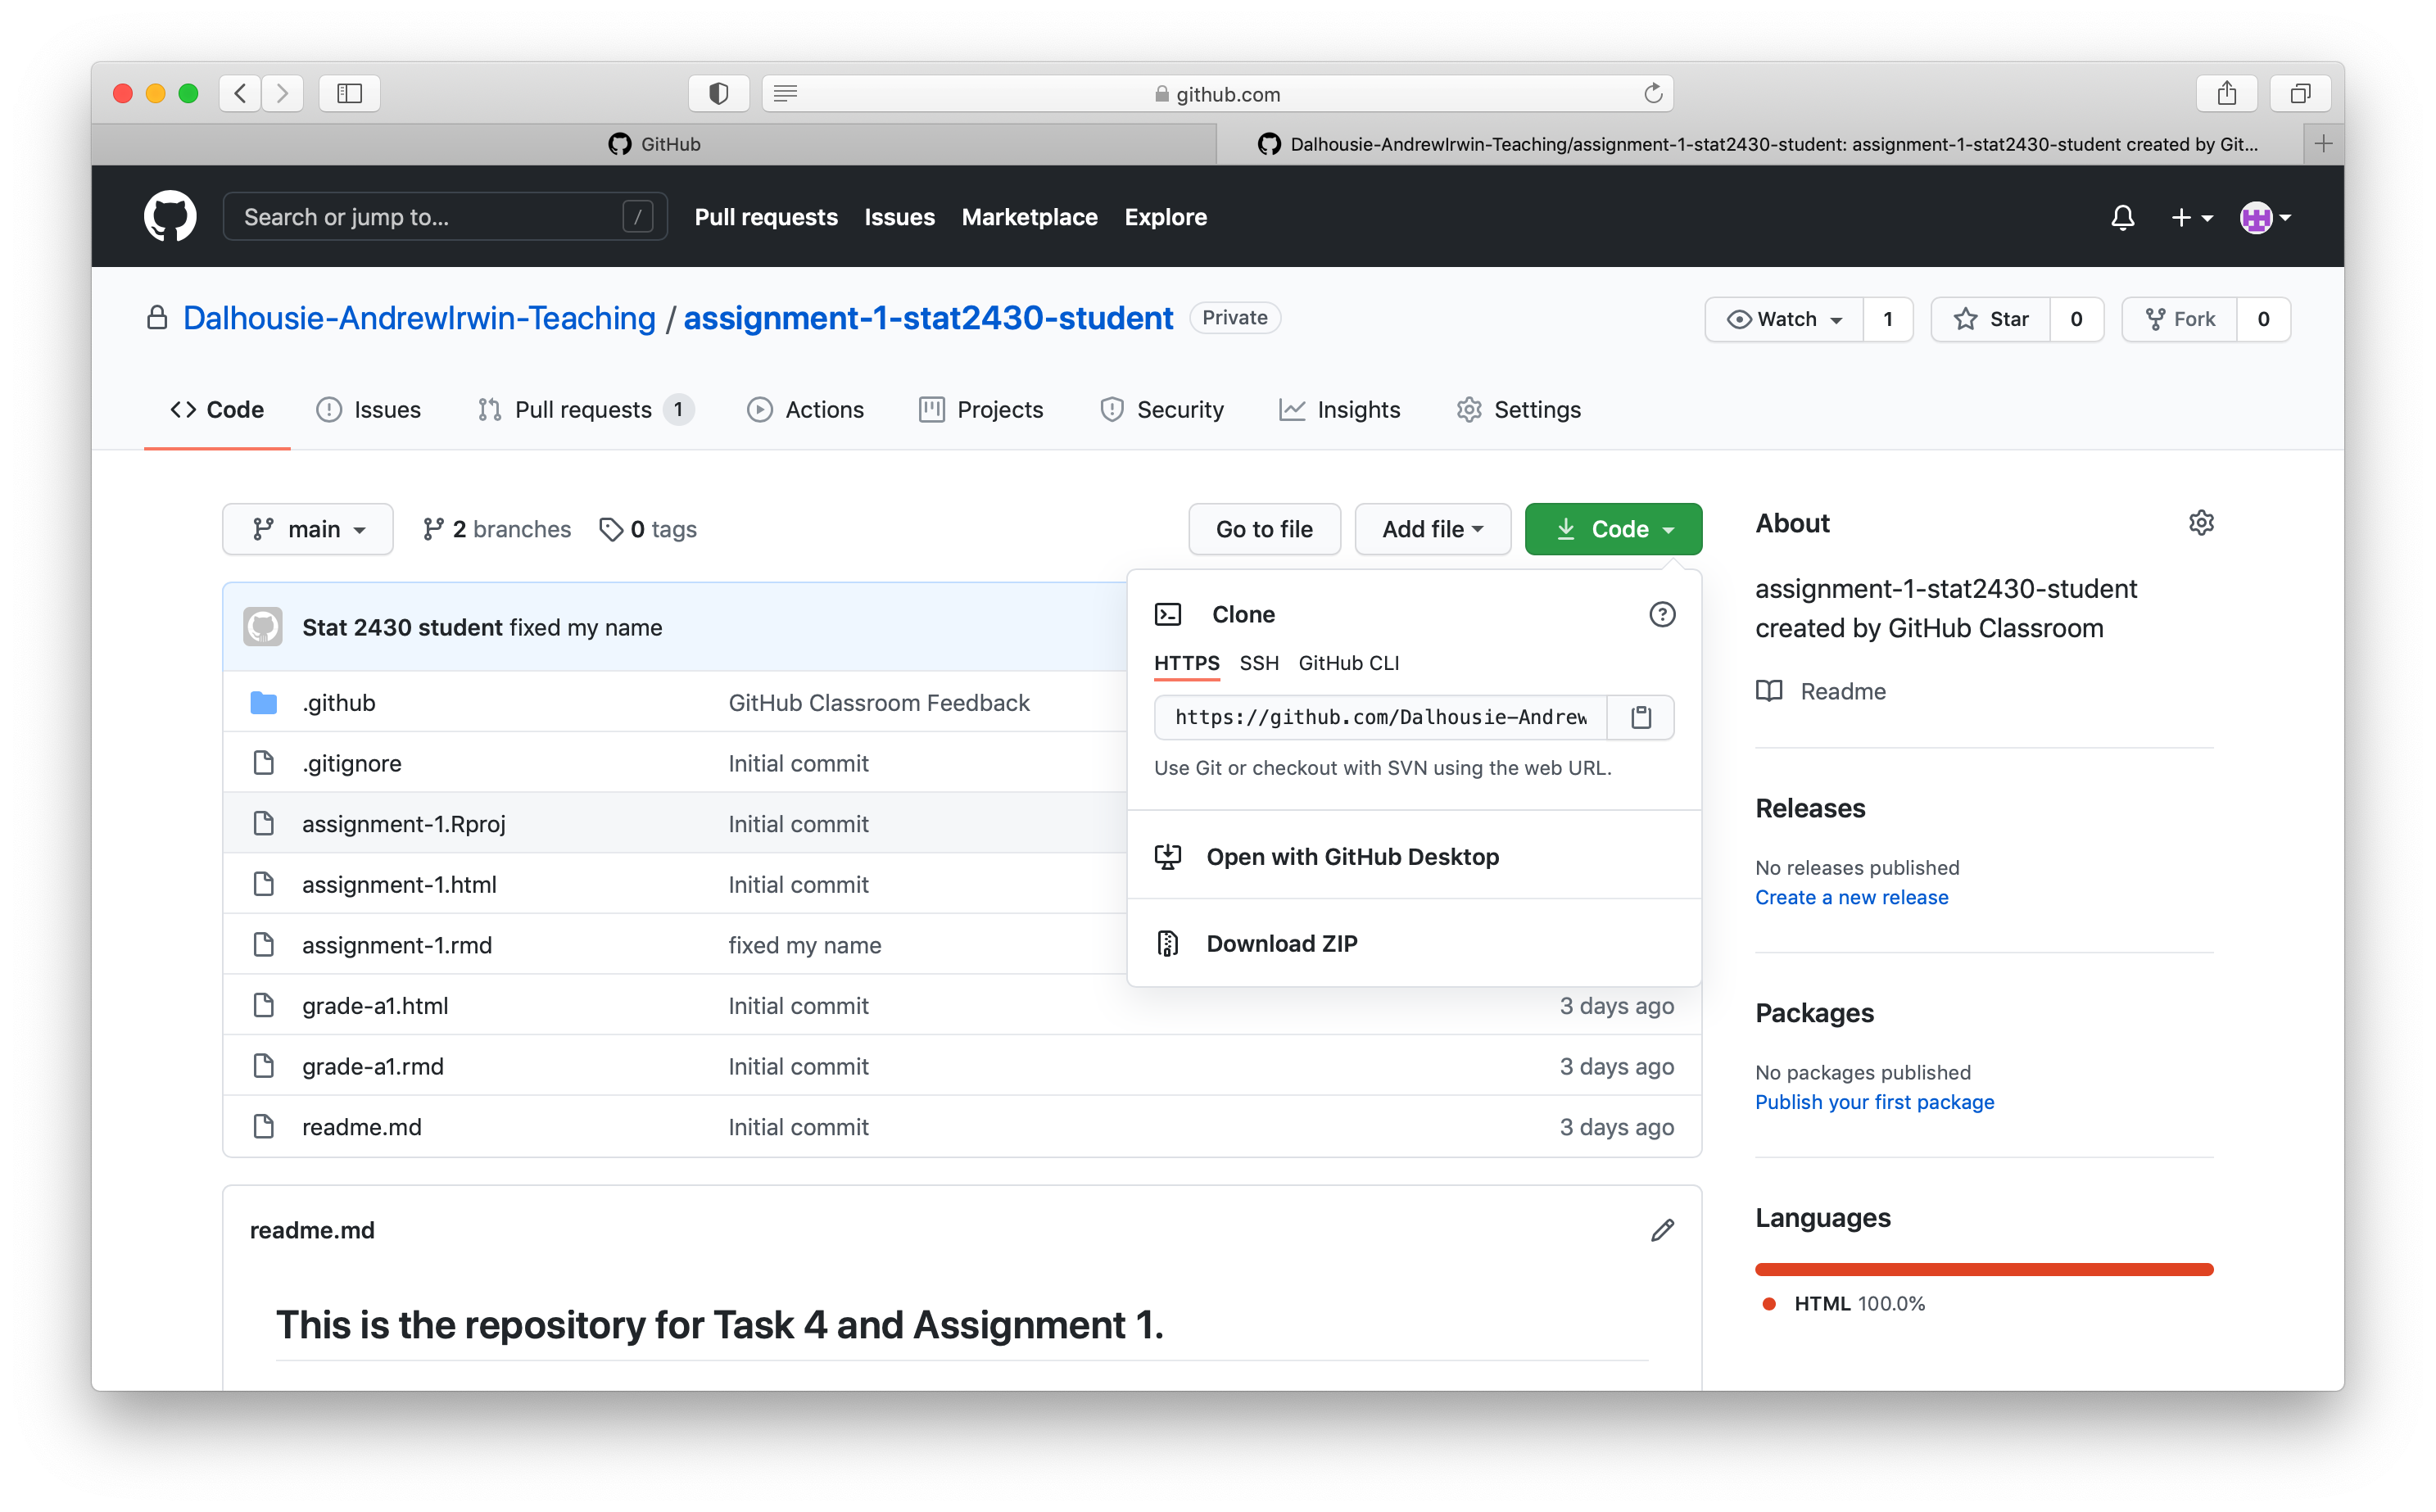 github.com
GitHub
Dalhousie-AndrewIrwin-Teaching/assignment-1-stat2430-student: assignment-1-stat2430-student created by Git...
Search or jump to... /
Pull requests Issues Marketplace Explore
Dalhousie-AndrewIrwin-Teaching / assignment-1-stat2430-student Private
Watch 1 Star 0 Fork 0
Code Issues Pull requests 1 Actions Projects Security Insights Settings
main 2 branches 0 tags
Go to file Add file Code
Stat 2430 student fixed my name
.github GitHub Classroom Feedback
.gitignore Initial commit
assignment-1.Rproj Initial commit
assignment-1.html Initial commit
assignment-1.rmd fixed my name
grade-a1.html Initial commit 3 days ago
grade-a1.rmd Initial commit 3 days ago
readme.md Initial commit 3 days ago
Clone
HTTPS SSH GitHub CLI
https://github.com/Dalhousie-Andrew
Use Git or checkout with SVN using the web URL.
Open with GitHub Desktop
Download ZIP
readme.md
This is the repository for Task 4 and Assignment 1.
About
assignment-1-stat2430-student
created by GitHub Classroom
Readme
Releases
No releases published
Create a new release
Packages
No packages published
Publish your first package
Languages
HTML 100.0%